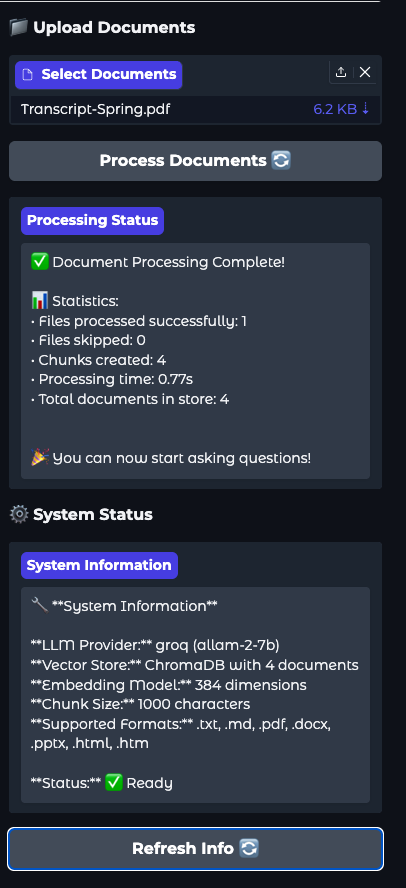 📁 Upload Documents
Select Documents
Transcript-Spring.pdf 6.2 KB ↓
Process Documents 🔄
Processing Status
✅ Document Processing Complete!
📊 Statistics:
• Files processed successfully: 1
• Files skipped: 0
• Chunks created: 4
• Processing time: 0.77s
• Total documents in store: 4
🎉 You can now start asking questions!
⚙️ System Status
System Information
🔧 **System Information**
**LLM Provider:** groq (allam-2-7b)
**Vector Store:** ChromaDB with 4 documents
**Embedding Model:** 384 dimensions
**Chunk Size:** 1000 characters
**Supported Formats:** .txt, .md, .pdf, .docx,
.pptx, .html, .htm
**Status:** ✅ Ready
Refresh Info 🔄